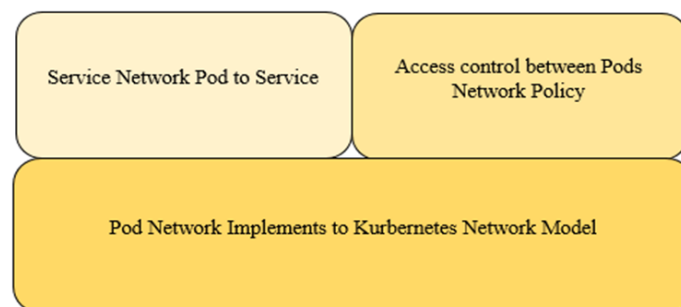 Service Network Pod to Service
Access control between Pods
Network Policy
Pod Network Implements to Kurbernetes Network Model